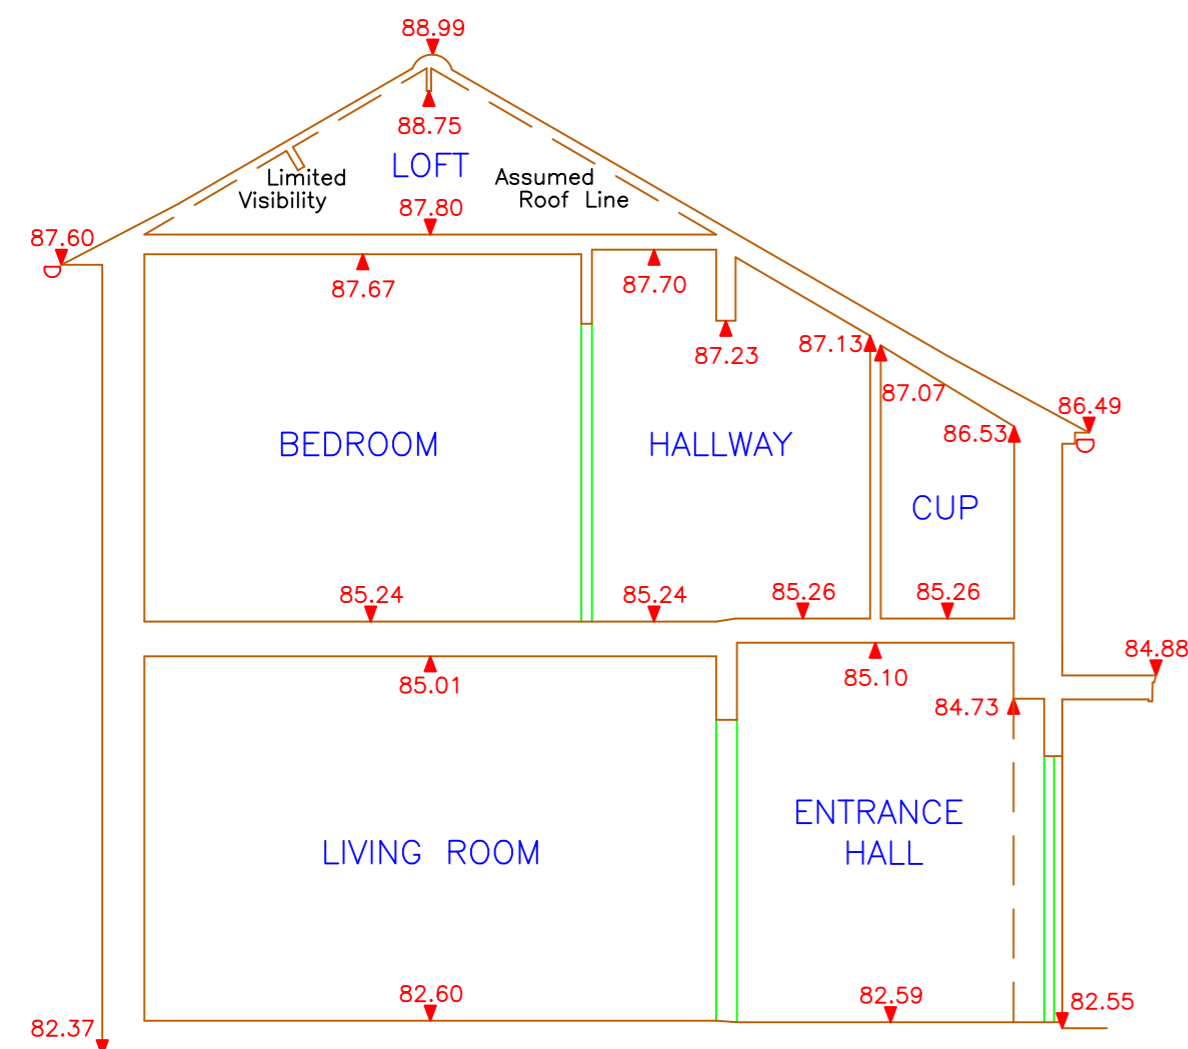 88.99
88.75
LOFT
Limited
Visibility
Assumed
Roof Line
87.80
87.60
D
87.67
87.70
87.23
87.13
87.07
86.49
D
86.53
BEDROOM
HALLWAY
CUP
85.24
85.24
85.26
85.26
84.88
85.01
85.10
84.73
ENTRANCE
HALL
LIVING ROOM
82.60
82.59
82.55
82.37